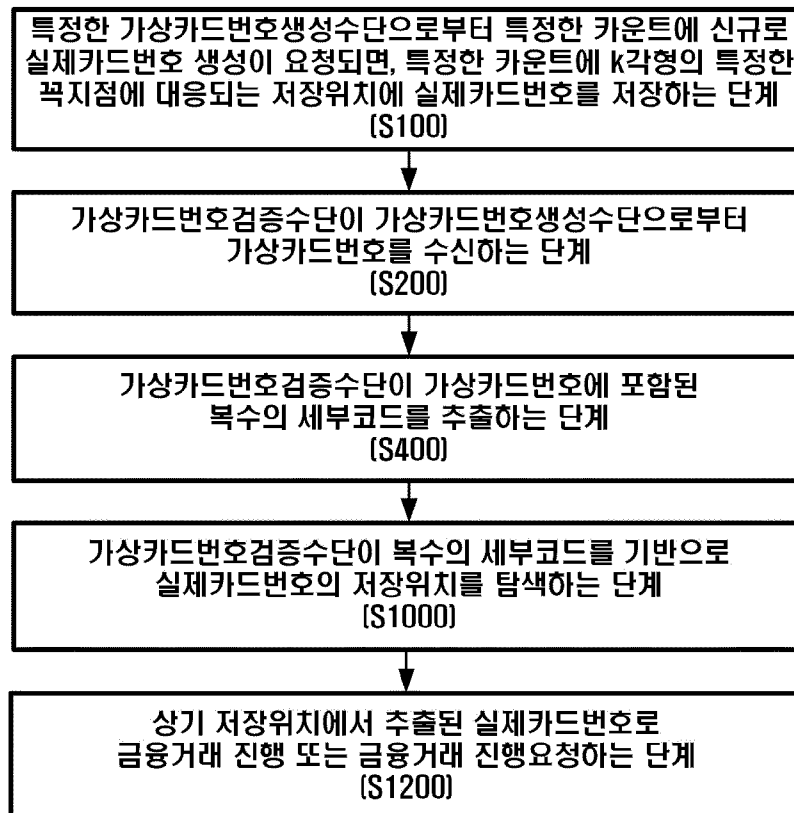 특정한 가상카드번호생성수단으로부터 특정한 카운트에 신규로
실제카드번호 생성이 요청되면, 특정한 카운트에 k각형의 특정한
꼭지점에 대응되는 저장위치에 실제카드번호를 저장하는 단계
(S100)
가상카드번호검증수단이 가상카드번호생성수단으로부터
가상카드번호를 수신하는 단계
(S200)
가상카드번호검증수단이 가상카드번호에 포함된
복수의 세부코드를 추출하는 단계
(S400)
가상카드번호검증수단이 복수의 세부코드를 기반으로
실제카드번호의 저장위치를 탐색하는 단계
(S1000)
상기 저장위치에서 추출된 실제카드번호로
금융거래 진행 또는 금융거래 진행요청하는 단계
(S1200)